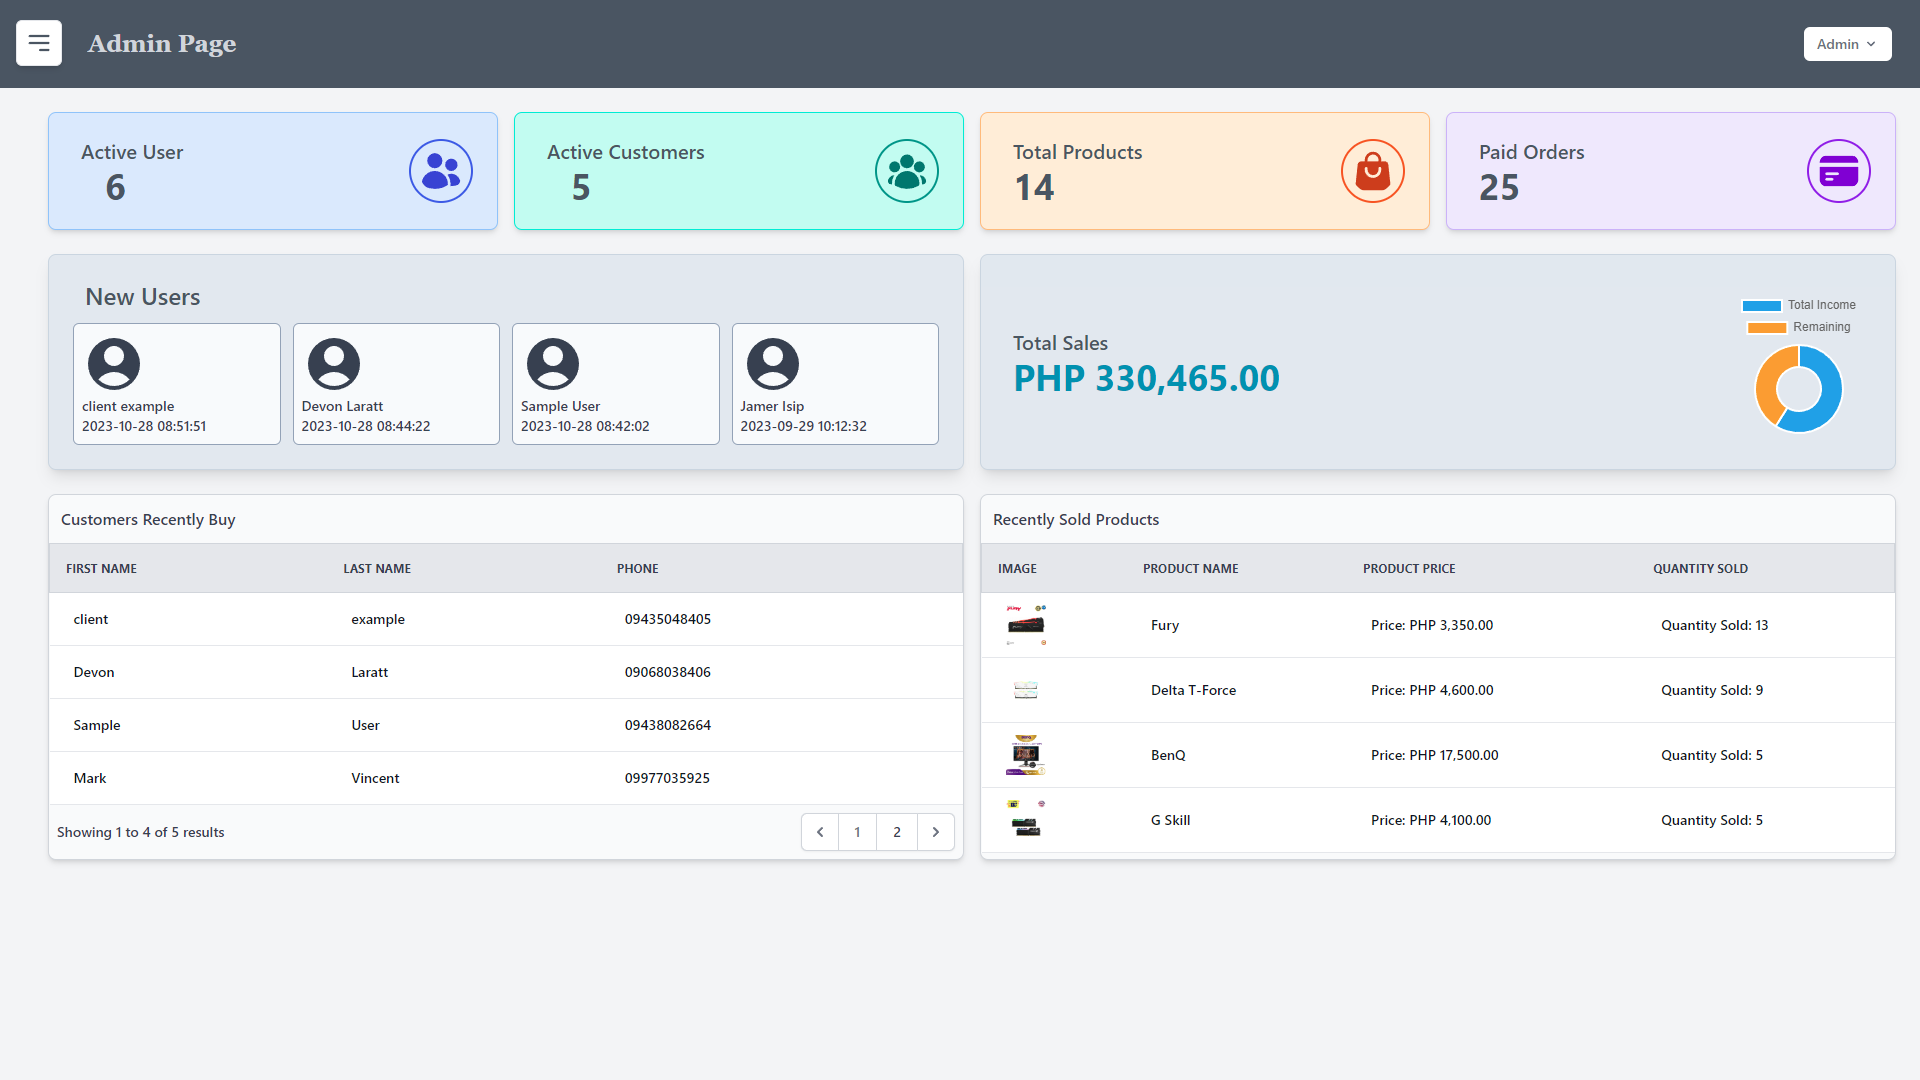 Admin Page
Admin
Active User
6
Active Customers
5
Total Products
14
Paid Orders
25
New Users
client example
2023-10-28 08:51:51
Devon Laratt
2023-10-28 08:44:22
Sample User
2023-10-28 08:42:02
Jamer Isip
2023-09-29 10:12:32
Total Sales
PHP 330,465.00
Total Income
Remaining
Customers Recently Buy
FIRST NAME LAST NAME PHONE
client example 09435048405
Devon Laratt 09068038406
Sample User 09438082664
Mark Vincent 09977035925
Showing 1 to 4 of 5 results
1 2
Recently Sold Products
IMAGE PRODUCT NAME PRODUCT PRICE QUANTITY SOLD
Fury Price: PHP 3,350.00 Quantity Sold: 13
Delta T-Force Price: PHP 4,600.00 Quantity Sold: 9
BenQ Price: PHP 17,500.00 Quantity Sold: 5
G Skill Price: PHP 4,100.00 Quantity Sold: 5